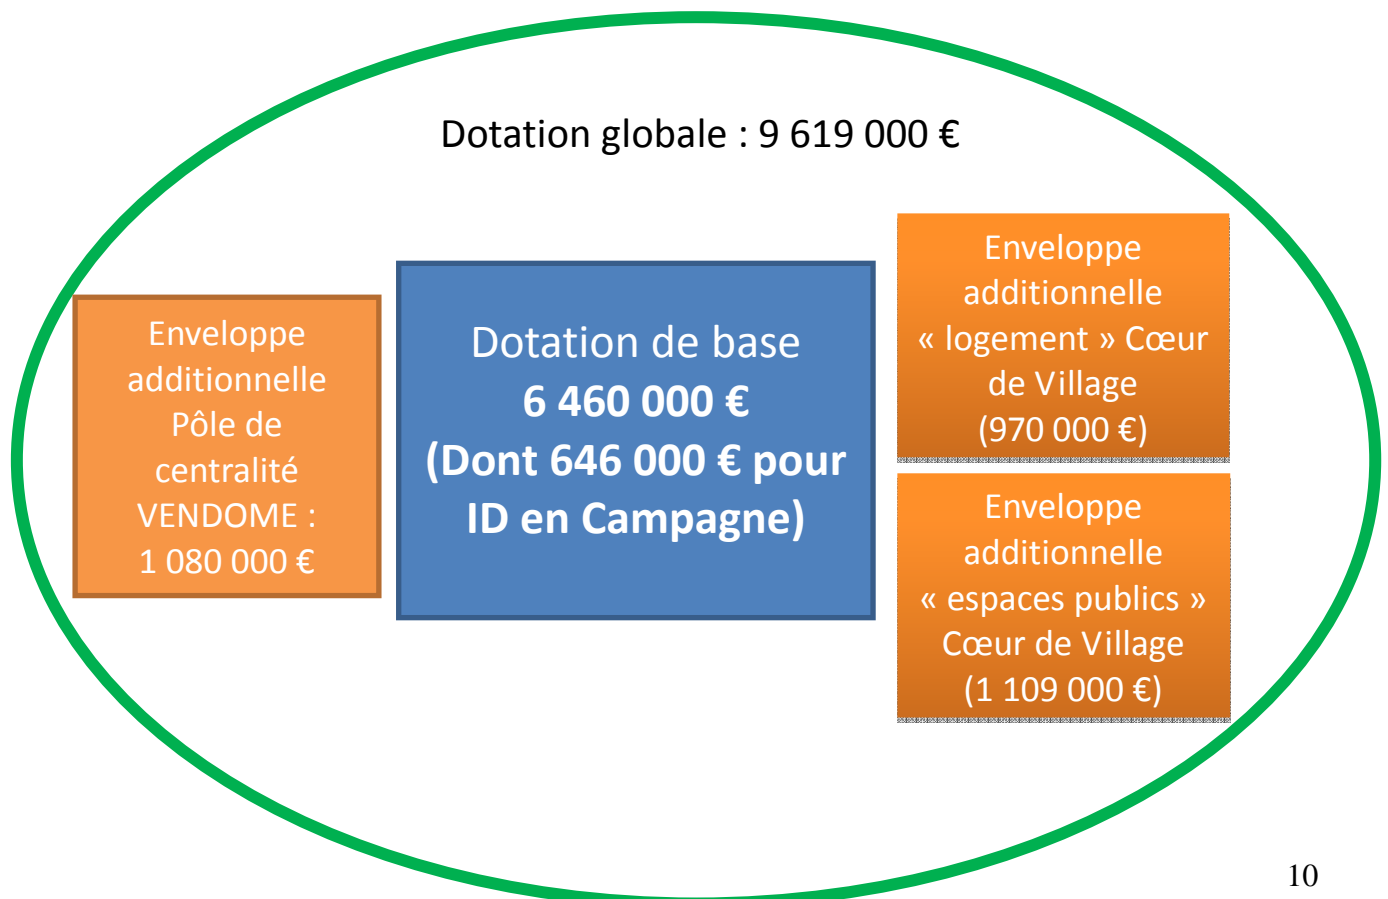 Dotation globale : 9 619 000 €
Enveloppe
additionnelle
Pôle de
centralité
VENDOME :
1 080 000 €
Dotation de base
6 460 000 €
(Dont 646 000 € pour
ID en Campagne)
Enveloppe
additionnelle
« logement » Cœur
de Village
(970 000 €)
Enveloppe
additionnelle
« espaces publics »
Cœur de Village
(1 109 000 €)
10